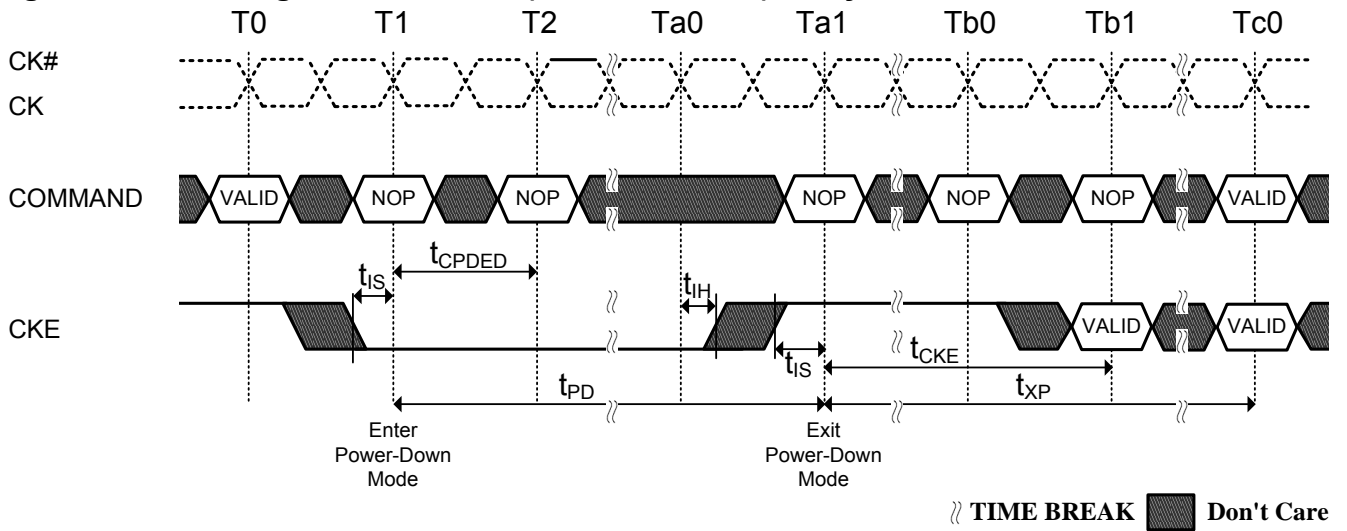 T0 T1 T2 Ta0 Ta1 Tb0 Tb1 Tc0
CK#
CK
COMMAND VALID NOP NOP NOP NOP NOP VALID
tIS tCPDED tIH
CKE VALID VALID
tIS tCKE
tPD tXP
Enter
Power-Down
Mode
Exit
Power-Down
Mode
TIME BREAK Don't Care